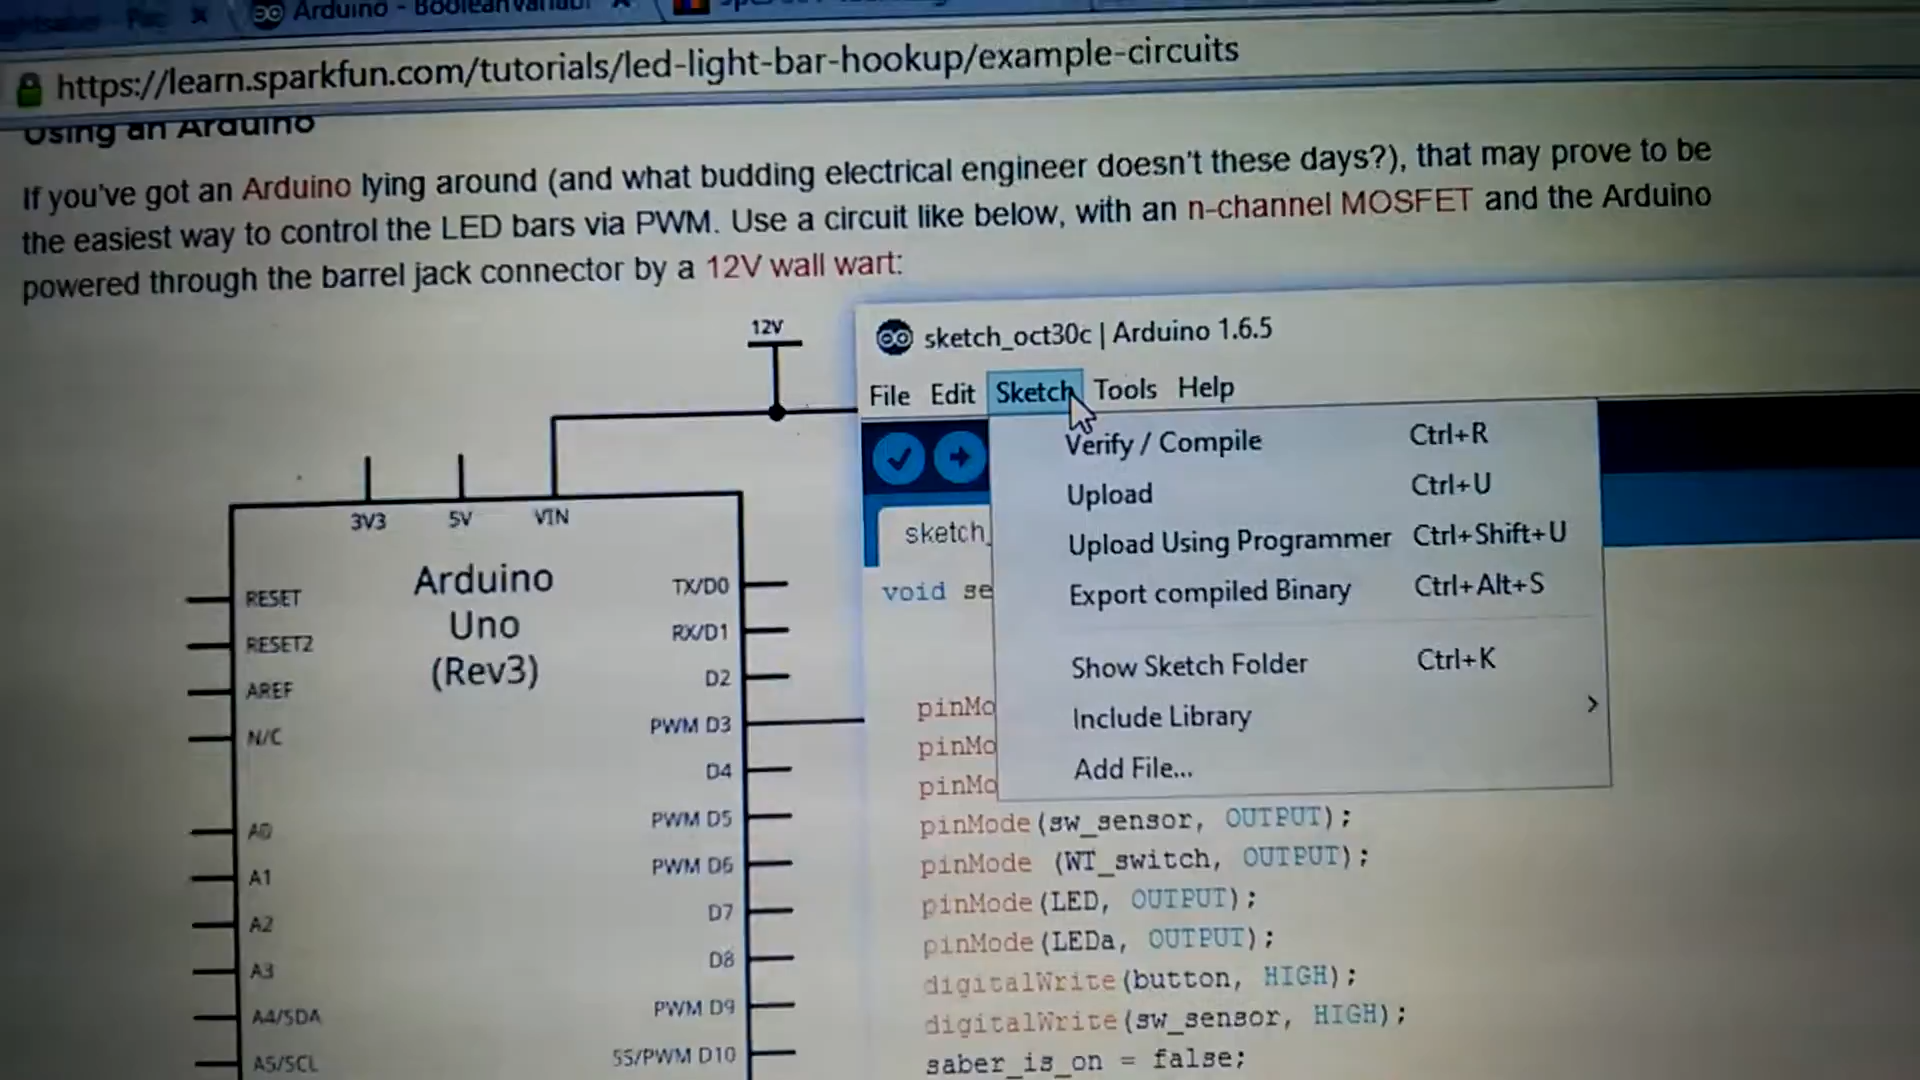 Arduino - BooleanVariabl
https://learn.sparkfun.com/tutorials/led-light-bar-hookup/example-circuits
Using an Arduino
If you've got an Arduino lying around (and what budding electrical engineer doesn't these days?), that may prove to be
the easiest way to control the LED bars via PWM. Use a circuit like below, with an n-channel MOSFET and the Arduino
powered through the barrel jack connector by a 12V wall wart:
12V
3V3 5V VIN
Arduino
Uno
(Rev3)
RESET
RESET2
AREF
N/C
A0
A1
A2
A3
A4/SDA
A5/SCL
TX/D0
RX/D1
D2
PWM D3
D4
PWM D5
PWM D6
D7
D8
PWM D9
SS/PWM D10
sketch_oct30c | Arduino 1.6.5
File Edit Sketch Tools Help
Verify / Compile Ctrl+R
Upload Ctrl+U
Upload Using Programmer Ctrl+Shift+U
Export compiled Binary Ctrl+Alt+S
Show Sketch Folder Ctrl+K
Include Library
Add File...
sketch_
void se
pinMo
pinMo
pinMo
pinMode(sw_sensor, OUTPUT);
pinMode (WT_switch, OUTPUT);
pinMode(LED, OUTPUT);
pinMode(LEDa, OUTPUT);
digitalWrite(button, HIGH);
digitalWrite(sw_sensor, HIGH);
saber_is_on = false;